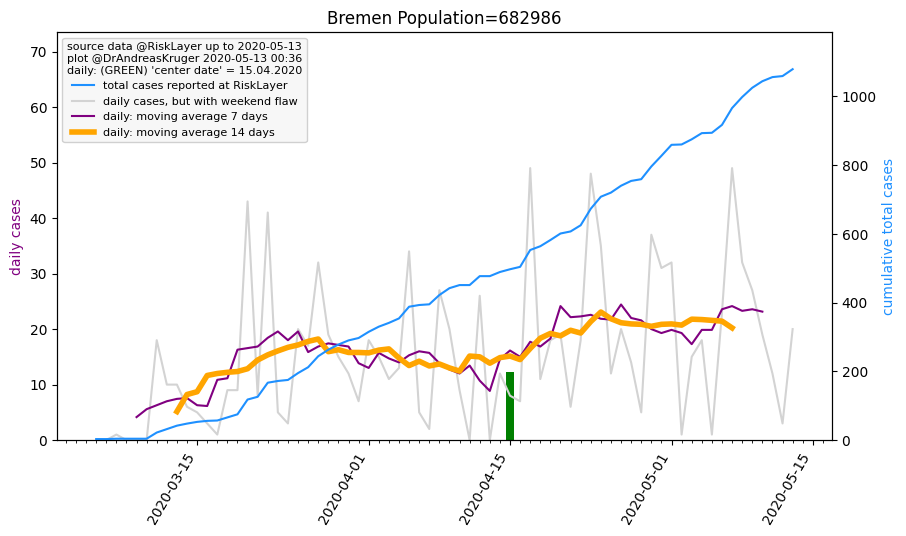 Bremen Population=682986
source data @RiskLayer up to 2020-05-13
plot @DrAndreasKruger 2020-05-13 00:36
daily: (GREEN) 'center date' = 15.04.2020
total cases reported at RiskLayer
daily cases, but with weekend flaw
daily: moving average 7 days
daily: moving average 14 days
daily cases
70
60
50
40
30
20
10
0
1000
800
600
400
200
0
cumulative total cases
2020-03-15
2020-04-01
2020-04-15
2020-05-01
2020-05-15